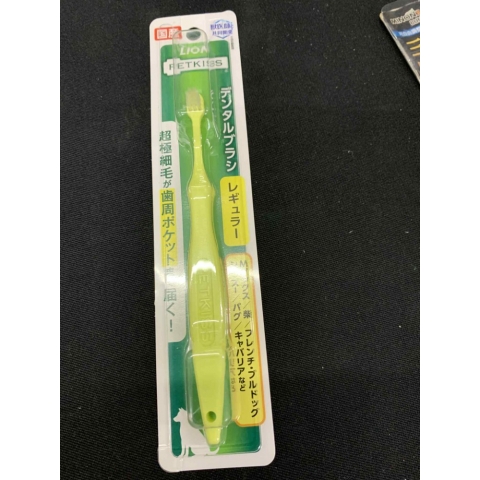 国産
LION
PETKISS
デンタルブラシ
レギュラー
超極細毛が歯周ポケット
届く!
柴/フレンチ・ブルドッグ
パグ/キャバリアなど